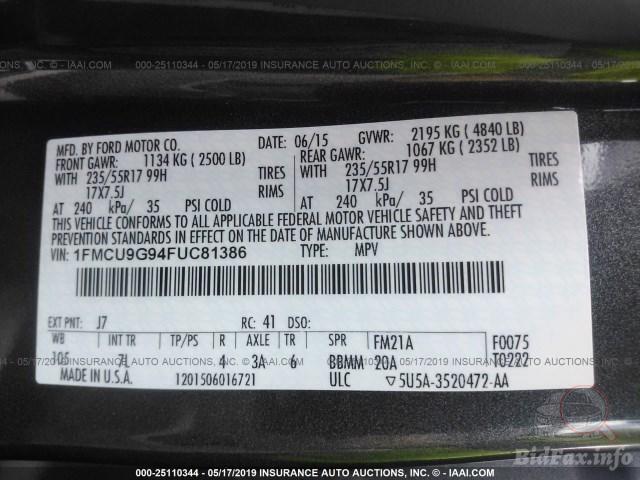 - IAAI.COM 000-25110344 - 05/17/2019 INSURANCE AUTO AUCTIONS, INC. - IAAI.COM
MFD. BY FORD MOTOR CO. DATE: 06/15 GVWR: 2195 KG ( 4840 LB)
FRONT GAWR: 1134 KG ( 2500 LB) REAR GAWR: 1067 KG ( 2352 LB)
WITH 235/55R17 99H TIRES WITH 235/55R17 99H TIRES
17X7.5J RIMS 17X7.5J RIMS
AT 240 kPa/ 35 PSI COLD AT 240 kPa/ 35 PSI COLD
THIS VEHICLE CONFORMS TO ALL APPLICABLE FEDERAL MOTOR VEHICLE SAFETY AND THEFT
PREVENTION STANDARDS IN EFFECT ON THE DATE OF MANUFACTURE SHOWN ABOVE.
VIN: 1FMCU9G94FUC81386 TYPE: MPV
EXT PNT: J7 RC: 41 DSO:
WB INT TR TP/PS R AXLE TR SPR FM21A F0075
105 7L 4 3A 6 BBMM 20A T0222
MADE IN U.S.A. 1201506016721 ULC ▽5U5A-3520472-AA
BidFax.info
000-25110344 - 05/17/2019 INSURANCE AUTO AUCTIONS, INC. - IAAI.COM